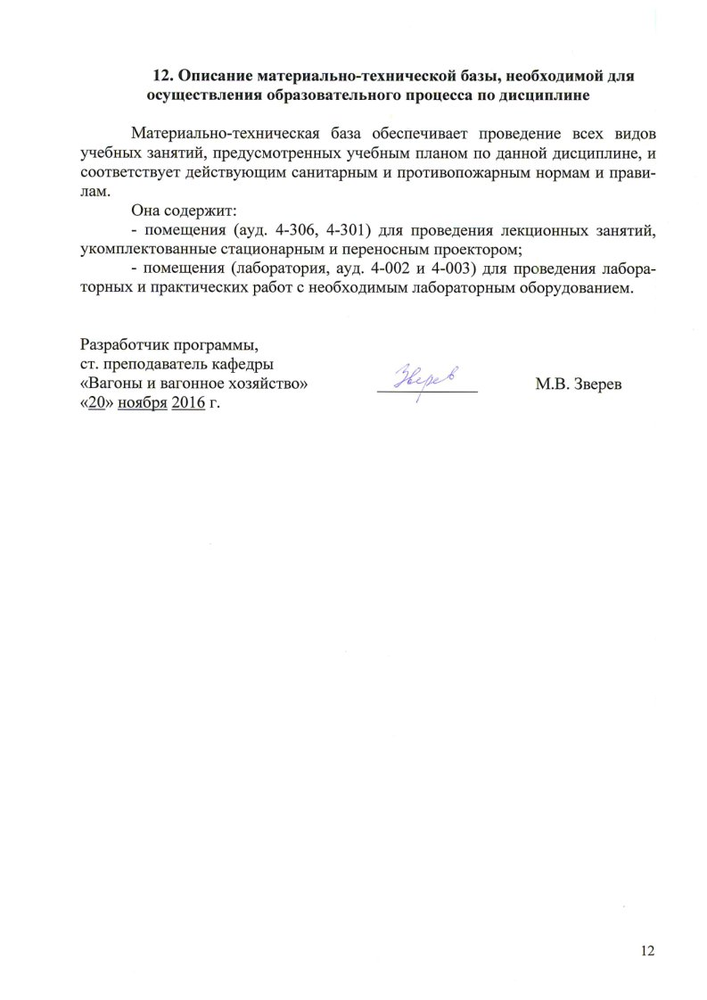 12. Описание материально-технической базы, необходимой для
осуществления образовательного процесса по дисциплине
Материально-техническая база обеспечивает проведение всех видов
учебных занятий, предусмотренных учебным планом по данной дисциплине, и
соответствует действующим санитарным и противопожарным нормам и прави-
лам.
Она содержит:
- помещения (ауд. 4-306, 4-301) для проведения лекционных занятий,
укомплектованные стационарным и переносным проектором;
- помещения (лаборатория, ауд. 4-002 и 4-003) для проведения лабора-
торных и практических работ с необходимым лабораторным оборудованием.
Разработчик программы,
ст. преподаватель кафедры
«Вагоны и вагонное хозяйство» Зверев М.В. Зверев
«20» ноября 2016 г.
12